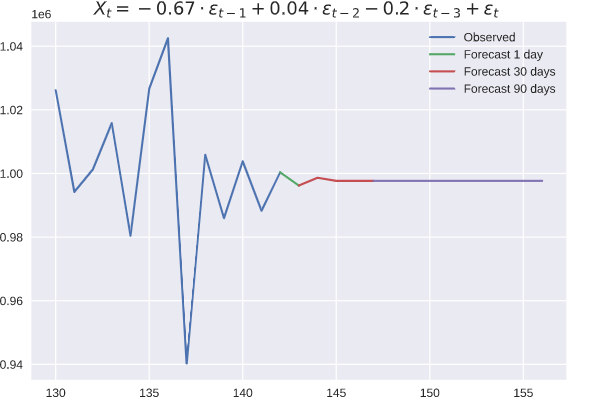 X_t = −0.67 · ε_{t−1} + 0.04 · ε_{t−2} − 0.2 · ε_{t−3} + ε_t
1e6
Observed
Forecast 1 day
Forecast 30 days
Forecast 90 days
1.04
1.02
1.00
0.98
0.96
0.94
130 135 140 145 150 155